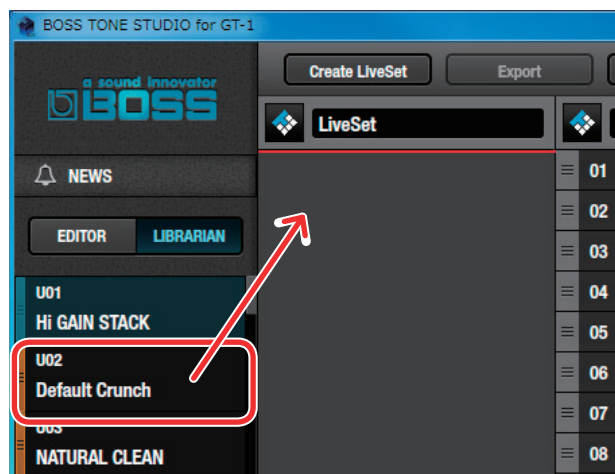 BOSS TONE STUDIO for GT-1
a sound innovator
BOSS
Create LiveSet
Export
LiveSet
NEWS
EDITOR
LIBRARIAN
U01
Hi GAIN STACK
U02
Default Crunch
U03
NATURAL CLEAN
01
02
03
04
05
06
07
08